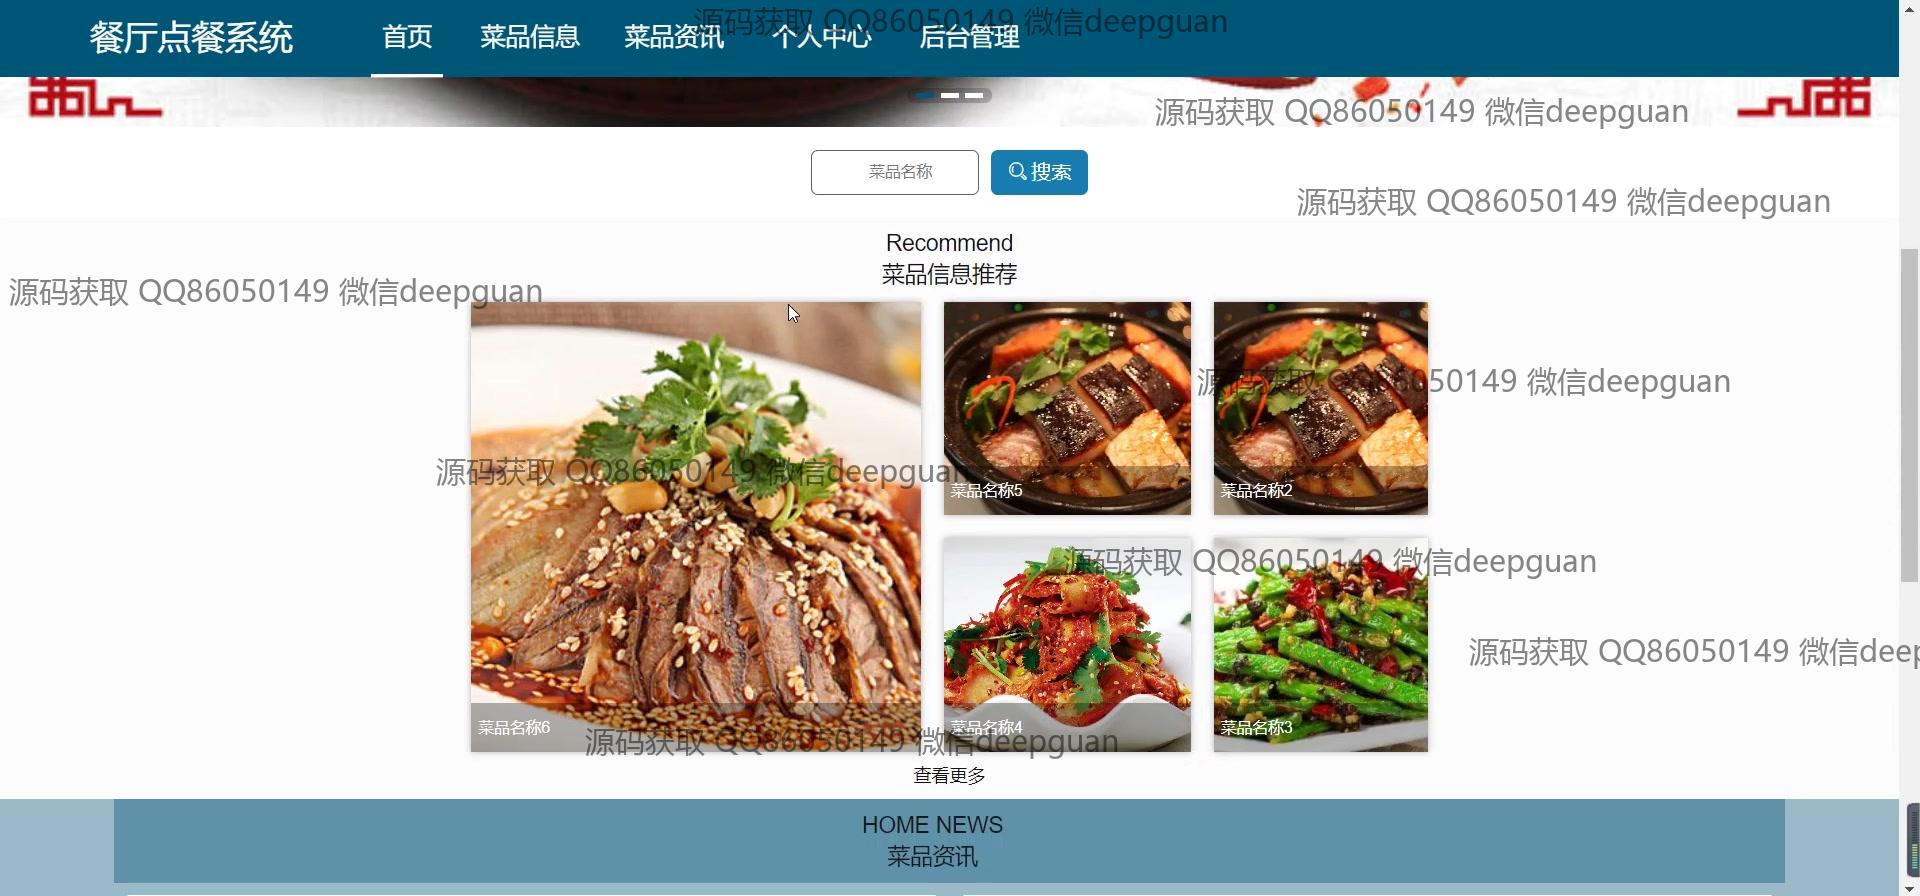 餐厅点餐系统 首页 菜品信息 菜品资讯 个人中心 后台管理
源码获取 QQ86050149 微信deepguan
源码获取 QQ86050149 微信deepguan
菜品名称 搜索
源码获取 QQ86050149 微信deepguan
Recommend
菜品信息推荐
源码获取 QQ86050149 微信deepguan
源码获取 QQ86050149 微信deepguan
源码获取 QQ86050149 微信deepguan
菜品名称5
菜品名称2
源码获取 QQ86050149 微信deepguan
源码获取 QQ86050149 微信deep
菜品名称6
菜品名称4
菜品名称3
源码获取 QQ86050149 微信deepguan
查看更多
HOME NEWS
菜品资讯